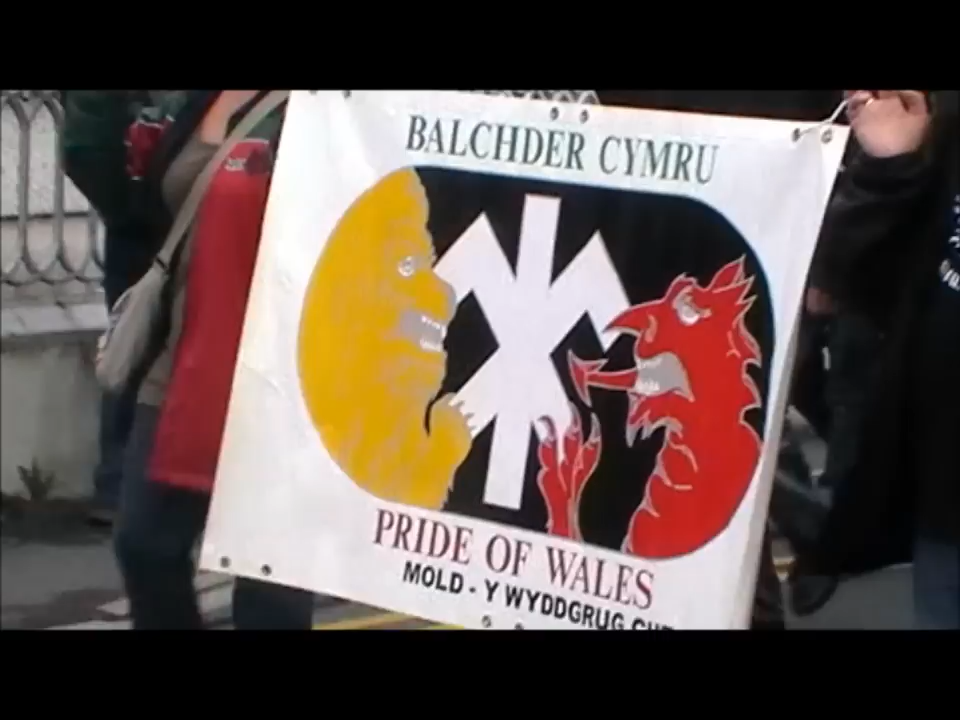 BALCHDER CYMRU
PRIDE OF WALES
MOLD - Y WYDDGRUG